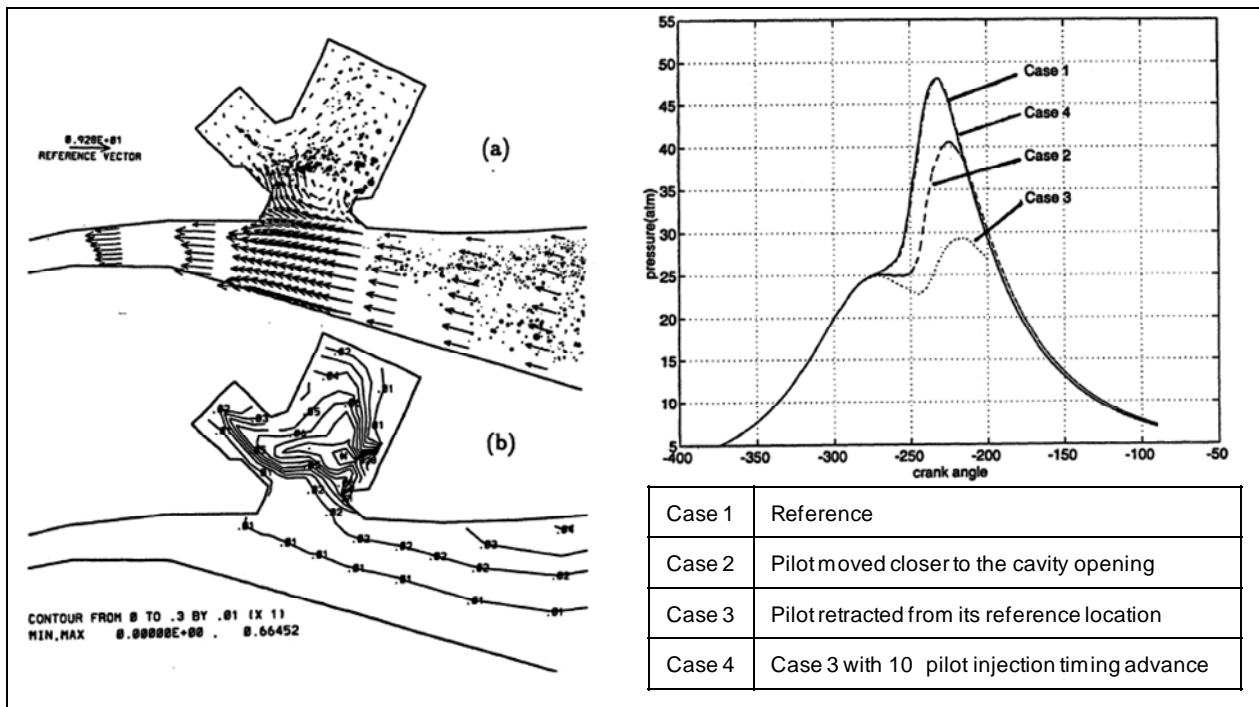 0.928E+01
REFERENCE VECTOR
(a)
(b)
CONTOUR FROM 0 TO .3 BY .01 (X 1)
MIN,MAX 0.00000E+00 . 0.66452
55
50
45
40
35
30
25
20
15
10
5
pressure(atm)
-400
-350
-300
-250
-200
-150
-100
-50
crank angle
Case 1
Case 4
Case 2
Case 3
Case 1 Reference
Case 2 Pilot moved closer to the cavity opening
Case 3 Pilot retracted from its reference location
Case 4 Case 3 with 10 pilot injection timing advance